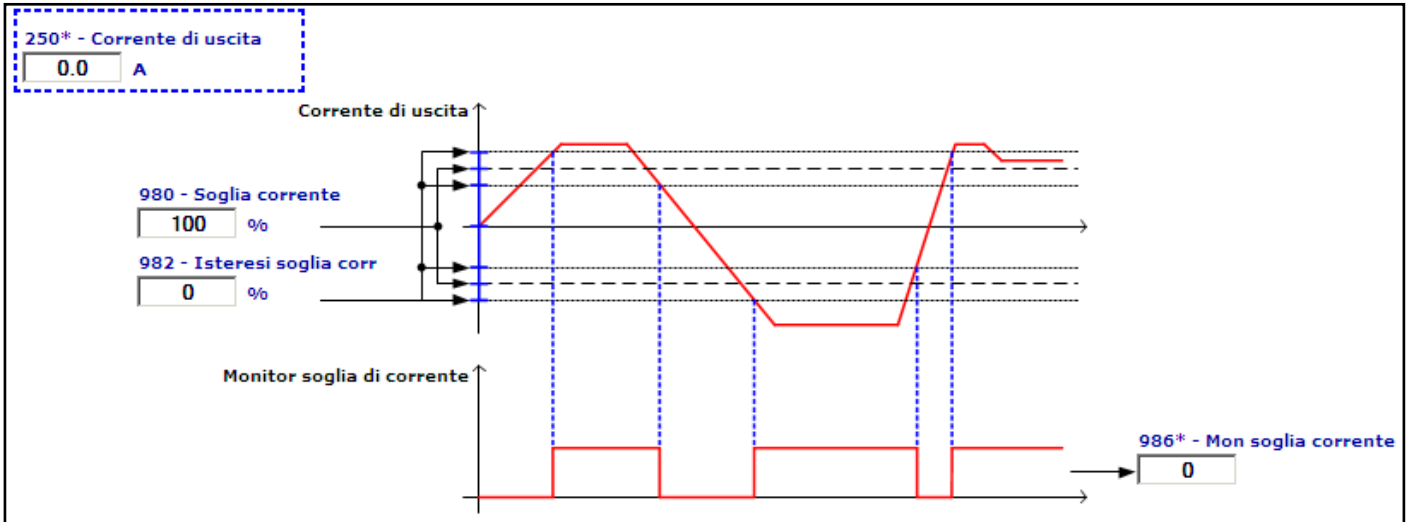 250* - Corrente di uscita
0.0 A
Corrente di uscita
980 - Soglia corrente
100 %
982 - Isteresi soglia corr
0 %
Monitor soglia di corrente
986* - Mon soglia corrente
0